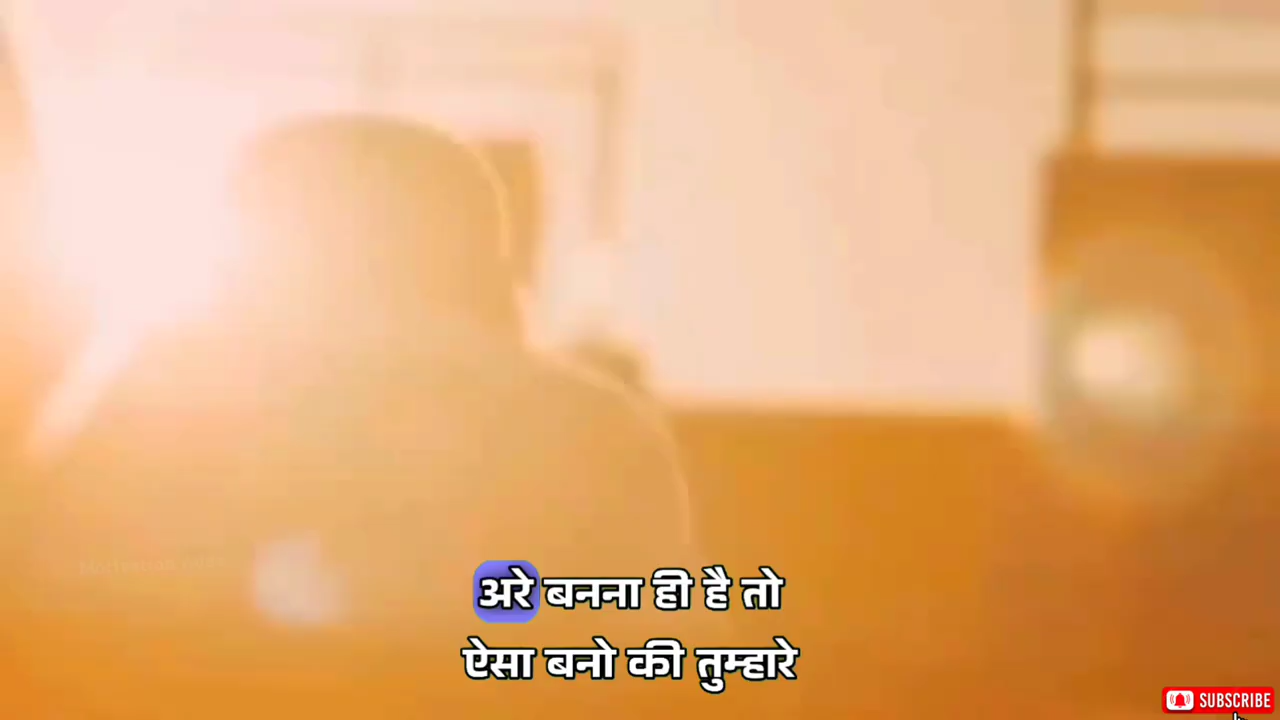 अरे बनना ही है तो
ऐसा बनो की तुम्हारे
SUBSCRIBE